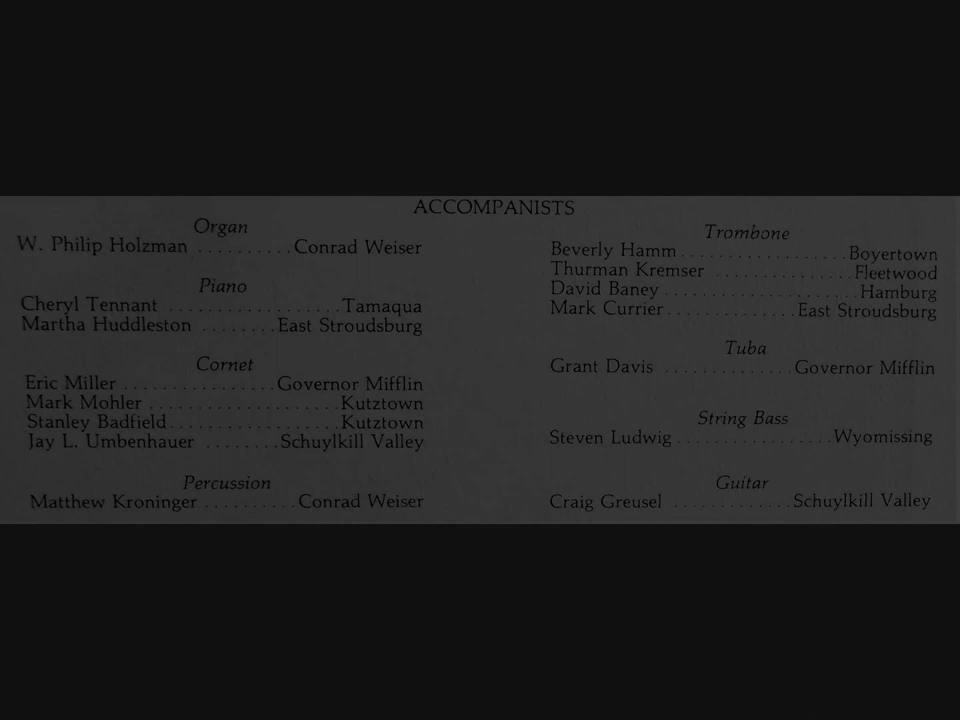 ACCOMPANISTS
Organ
W. Philip Holzman ..........Conrad Weiser
Piano
Cheryl Tennant ..................Tamaqua
Martha Huddleston ........East Stroudsburg
Cornet
Eric Miller ...............Governor Mifflin
Mark Mohler ...................Kutztown
Stanley Badfield.................Kutztown
Jay L. Umbenhauer ........Schuylkill Valley
Percussion
Matthew Kroninger ..........Conrad Weiser
Trombone
Beverly Hamm.................Boyertown
Thurman Kremser ..............Fleetwood
David Baney ....................Hamburg
Mark Currier.............East Stroudsburg
Tuba
Grant Davis .............Governor Mifflin
String Bass
Steven Ludwig ................Wyomissing
Guitar
Craig Greusel ............Schuylkill Valley